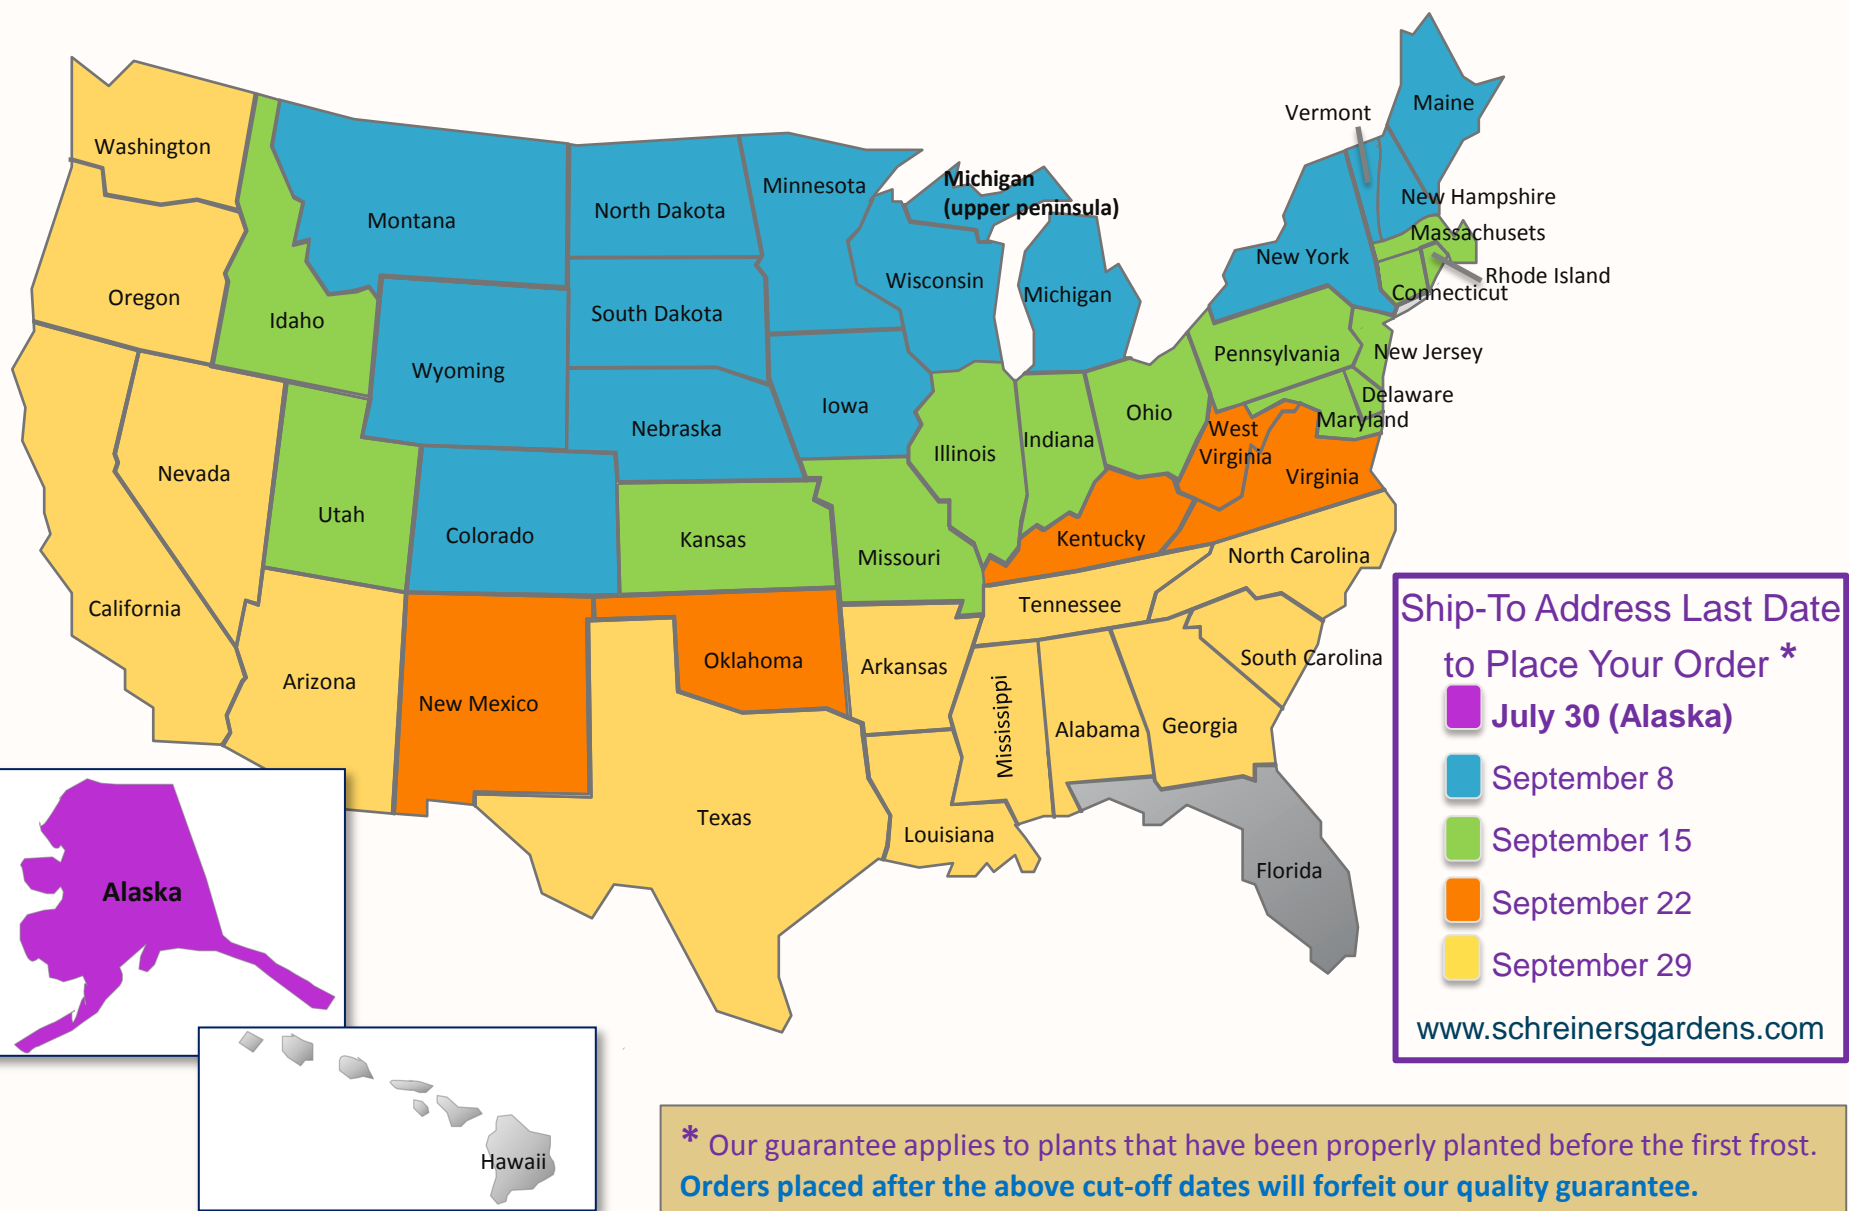 Maine
Vermont
Washington
Montana
North Dakota
Minnesota
Michigan
(upper peninsula)
New Hampshire
Massachusets
New York
Rhode Island
Connecticut
Oregon
Idaho
Wyoming
South Dakota
Wisconsin
Michigan
Pennsylvania
New Jersey
Delaware
Maryland
Nebraska
Iowa
Illinois
Indiana
Ohio
West
Virginia
Virginia
Nevada
Utah
Colorado
Kansas
Missouri
Kentucky
North Carolina
California
Tennessee
South Carolina
Arizona
New Mexico
Oklahoma
Arkansas
Mississippi
Alabama
Georgia
Texas
Louisiana
Florida
Alaska
Hawaii
Ship-To Address Last Date
to Place Your Order *
July 30 (Alaska)
September 8
September 15
September 22
September 29
www.schreinersgardens.com
* Our guarantee applies to plants that have been properly planted before the first frost.
Orders placed after the above cut-off dates will forfeit our quality guarantee.